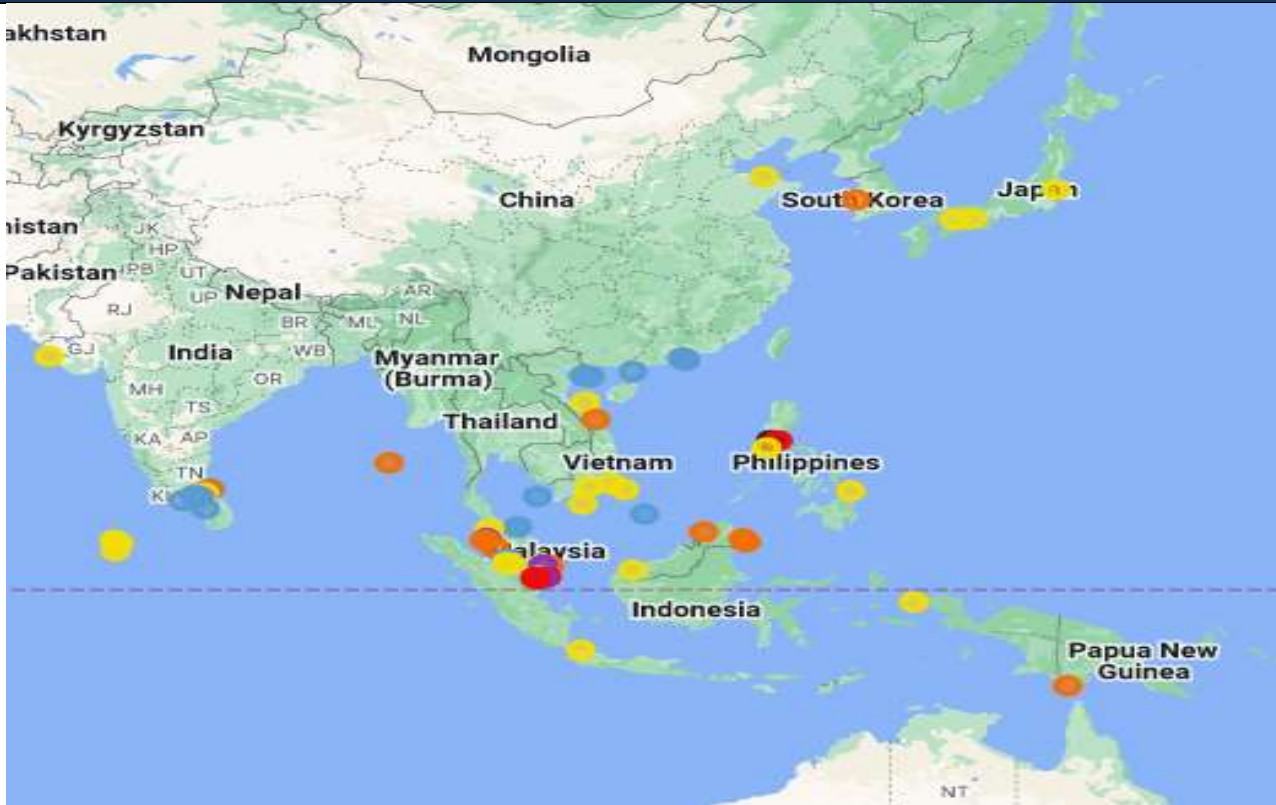 akhstan
Mongolia
Kyrgyzstan
China
South Korea
Japan
nistan
JK
HP
Pakistan
PB
UT
UP
Nepal
AR
RJ
BR
ML
NL
GJ
India
WB
Myanmar
(Burma)
OR
MH
TS
Thailand
KA
AP
TN
Vietnam
Philippines
alaysia
Indonesia
Papua New
Guinea
NT